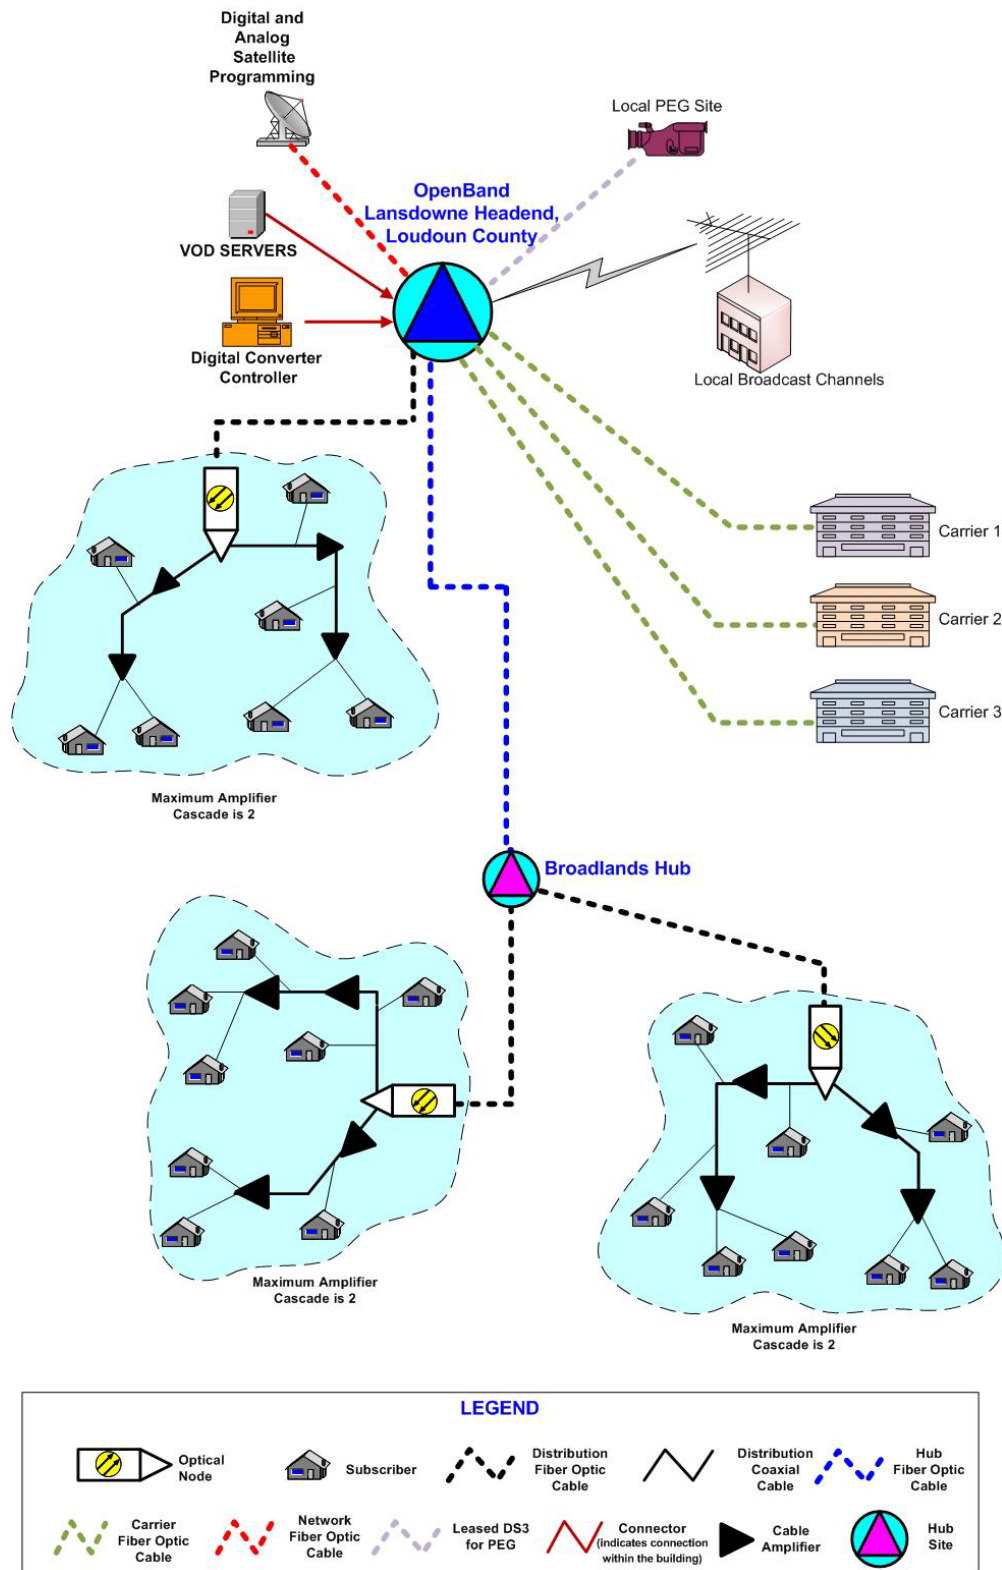 Digital and
Analog
Satellite
Programming
Local PEG Site
OpenBand
Lansdowne Headend,
Loudoun County
VOD SERVERS
Digital Converter
Controller
Local Broadcast Channels
Carrier 1
Carrier 2
Carrier 3
Maximum Amplifier
Cascade is 2
Broadlands Hub
Maximum Amplifier
Cascade is 2
Maximum Amplifier
Cascade is 2
LEGEND
Optical
Node
Subscriber
Distribution
Fiber Optic
Cable
Distribution
Coaxial
Cable
Hub
Fiber Optic
Cable
Carrier
Fiber Optic
Cable
Network
Fiber Optic
Cable
Leased DS3
for PEG
Connector
(indicates connection
within the building)
Cable
Amplifier
Hub
Site